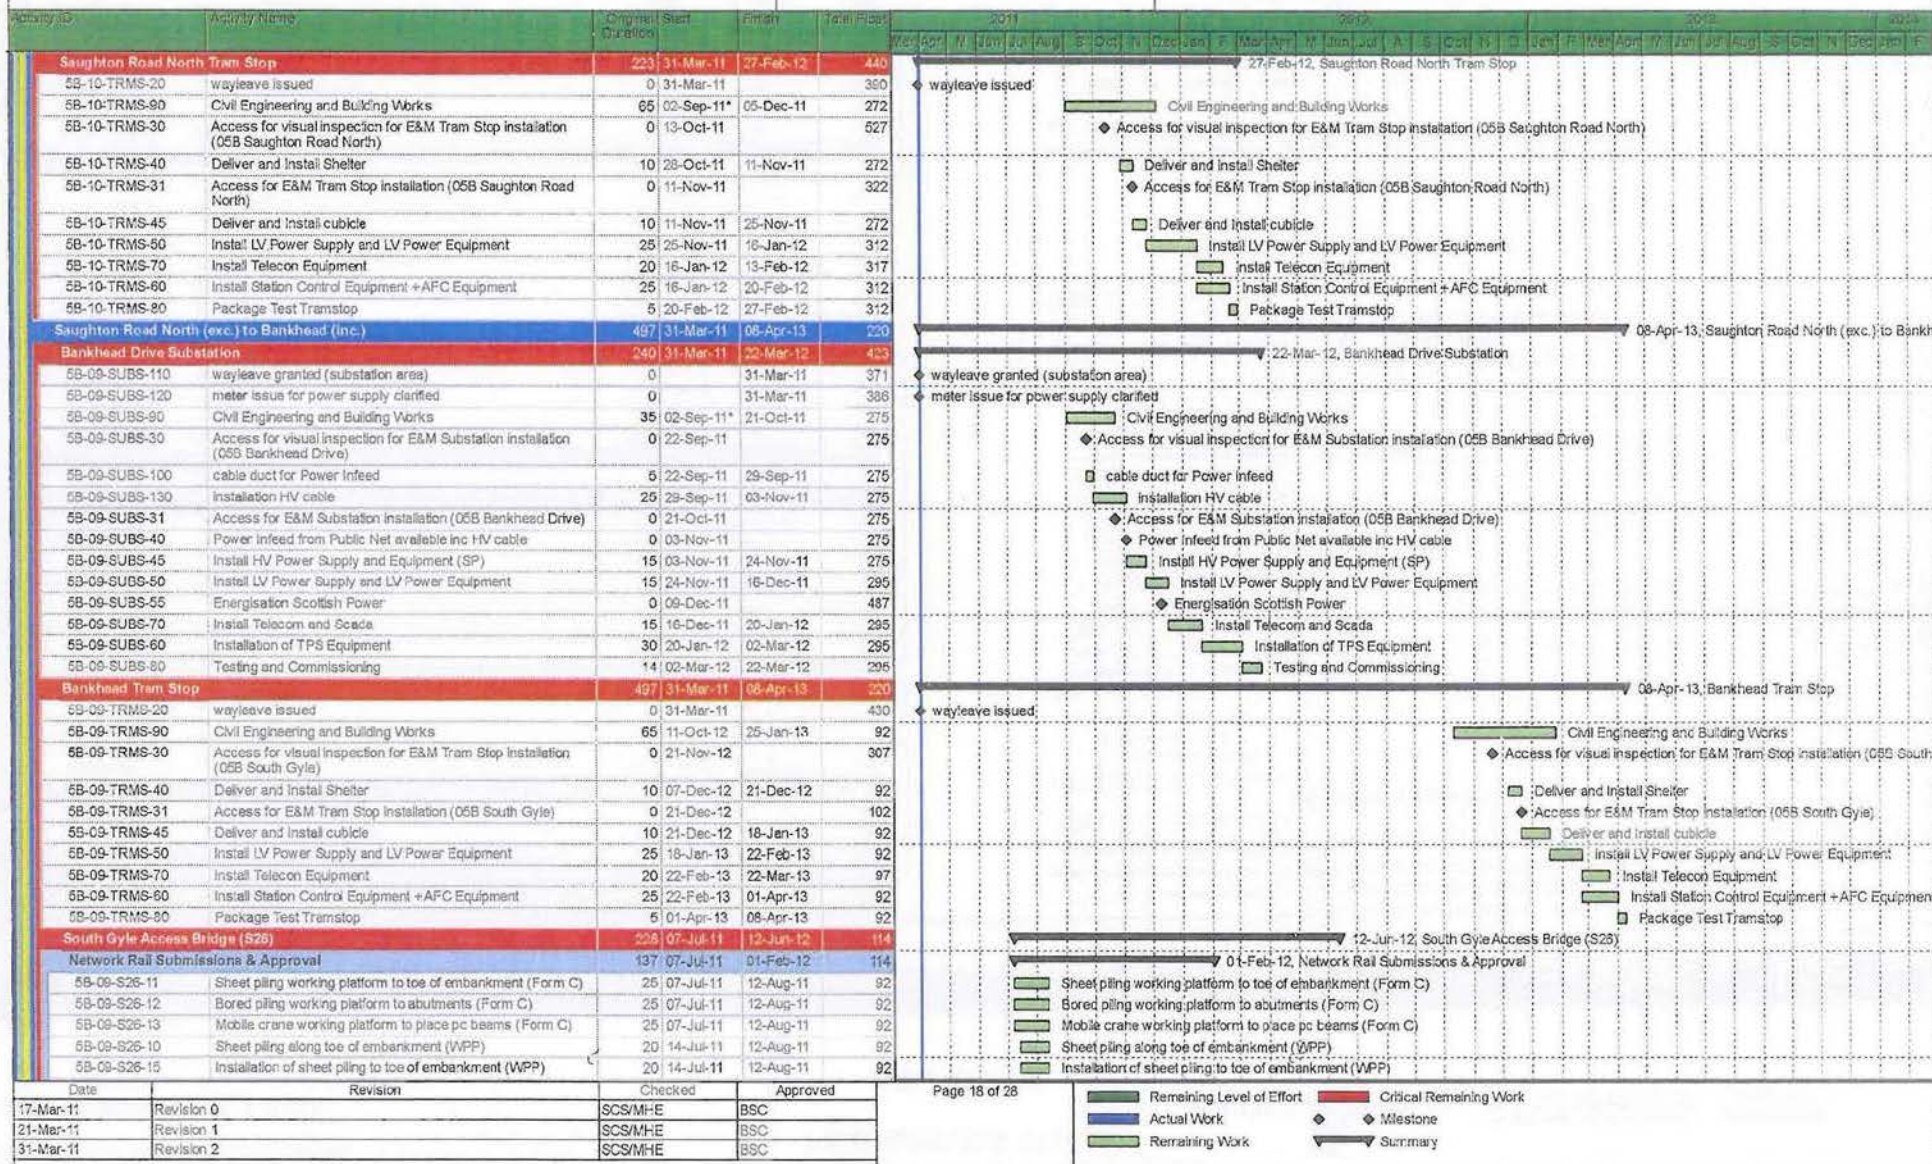 Activity ID Activity Name Original Duration Start Finish Total Float 2011 2012 2013 2014
Mar Apr M Jun Jul Aug S Oct N Dec Jan F Mar Apr M Jun Jul A S Oct N D Jan F Mar Apr M Jun Jul Aug S Oct N Dec Jan F
Saughton Road North Tram Stop 223 31-Mar-11 27-Feb-12 440 27-Feb-12, Saughton Road North Tram Stop
5B-10-TRMS-20 wayleave issued 0 31-Mar-11 390 wayleave issued
5B-10-TRMS-90 Civil Engineering and Building Works 65 02-Sep-11* 05-Dec-11 272 Civil Engineering and Building Works
5B-10-TRMS-30 Access for visual inspection for E&M Tram Stop installation (05B Saughton Road North) 0 13-Oct-11 527 Access for visual inspection for E&M Tram Stop installation (05B Saughton Road North)
5B-10-TRMS-40 Deliver and Install Shelter 10 28-Oct-11 11-Nov-11 272 Deliver and Install Shelter
5B-10-TRMS-31 Access for E&M Tram Stop installation (05B Saughton Road North) 0 11-Nov-11 322 Access for E&M Tram Stop installation (05B Saughton Road North)
5B-10-TRMS-45 Deliver and Install cubicle 10 11-Nov-11 25-Nov-11 272 Deliver and Install cubicle
5B-10-TRMS-50 Install LV Power Supply and LV Power Equipment 25 25-Nov-11 16-Jan-12 312 Install LV Power Supply and LV Power Equipment
5B-10-TRMS-70 Install Telecon Equipment 20 16-Jan-12 13-Feb-12 317 Install Telecon Equipment
5B-10-TRMS-60 Install Station Control Equipment +AFC Equipment 25 16-Jan-12 20-Feb-12 312 Install Station Control Equipment +AFC Equipment
5B-10-TRMS-80 Package Test Tramstop 5 20-Feb-12 27-Feb-12 312 Package Test Tramstop
Saughton Road North (exc.) to Bankhead (inc.) 497 31-Mar-11 08-Apr-13 220 08-Apr-13, Saughton Road North (exc.) to Bankh
Bankhead Drive Substation 240 31-Mar-11 22-Mar-12 423 22-Mar-12, Bankhead Drive Substation
5B-09-SUBS-110 wayleave granted (substation area) 0 31-Mar-11 371 wayleave granted (substation area)
5B-09-SUBS-120 meter issue for power supply clarified 0 31-Mar-11 386 meter issue for power supply clarified
5B-09-SUBS-90 Civil Engineering and Building Works 35 02-Sep-11* 21-Oct-11 275 Civil Engineering and Building Works
5B-09-SUBS-30 Access for visual inspection for E&M Substation installation (05B Bankhead Drive) 0 22-Sep-11 275 Access for visual inspection for E&M Substation installation (05B Bankhead Drive)
5B-09-SUBS-100 cable duct for Power Infeed 5 22-Sep-11 29-Sep-11 275 cable duct for Power Infeed
5B-09-SUBS-130 Installation HV cable 25 29-Sep-11 03-Nov-11 275 Installation HV cable
5B-09-SUBS-31 Access for E&M Substation Installation (05B Bankhead Drive) 0 21-Oct-11 275 Access for E&M Substation Installation (05B Bankhead Drive)
5B-09-SUBS-40 Power Infeed from Public Net available inc HV cable 0 03-Nov-11 275 Power Infeed from Public Net available inc HV cable
5B-09-SUBS-45 Install HV Power Supply and Equipment (SP) 15 03-Nov-11 24-Nov-11 275 Install HV Power Supply and Equipment (SP)
5B-09-SUBS-50 Install LV Power Supply and LV Power Equipment 15 24-Nov-11 16-Dec-11 295 Install LV Power Supply and LV Power Equipment
5B-09-SUBS-55 Energisation Scottish Power 0 09-Dec-11 487 Energisation Scottish Power
5B-09-SUBS-70 Install Telecom and Scada 15 16-Dec-11 20-Jan-12 295 Install Telecom and Scada
5B-09-SUBS-60 Installation of TPS Equipment 30 20-Jan-12 02-Mar-12 295 Installation of TPS Equipment
5B-09-SUBS-80 Testing and Commissioning 14 02-Mar-12 22-Mar-12 295 Testing and Commissioning
Bankhead Tram Stop 497 31-Mar-11 08-Apr-13 220 08-Apr-13, Bankhead Tram Stop
5B-09-TRMS-20 wayleave issued 0 31-Mar-11 430 wayleave issued
5B-09-TRMS-90 Civil Engineering and Building Works 65 11-Oct-12 25-Jan-13 92 Civil Engineering and Building Works
5B-09-TRMS-30 Access for visual inspection for E&M Tram Stop Installation (05B South Gyle) 0 21-Nov-12 307 Access for visual inspection for E&M Tram Stop Installation (05B South
5B-09-TRMS-40 Deliver and Install Shelter 10 07-Dec-12 21-Dec-12 92 Deliver and Install Shelter
5B-09-TRMS-31 Access for E&M Tram Stop Installation (05B South Gyle) 0 21-Dec-12 102 Access for E&M Tram Stop Installation (05B South Gyle)
5B-09-TRMS-45 Deliver and Install cubicle 10 21-Dec-12 18-Jan-13 92 Deliver and Install cubicle
5B-09-TRMS-50 Install LV Power Supply and LV Power Equipment 25 18-Jan-13 22-Feb-13 92 Install LV Power Supply and LV Power Equipment
5B-09-TRMS-70 Install Telecon Equipment 20 22-Feb-13 22-Mar-13 97 Install Telecon Equipment
5B-09-TRMS-60 Install Station Control Equipment +AFC Equipment 25 22-Feb-13 01-Apr-13 92 Install Station Control Equipment +AFC Equipmen
5B-09-TRMS-80 Package Test Tramstop 5 01-Apr-13 08-Apr-13 92 Package Test Tramstop
South Gyle Access Bridge (S26) 226 07-Jul-11 12-Jun-12 114 12-Jun-12, South Gyle Access Bridge (S26)
Network Rail Submissions & Approval 137 07-Jul-11 01-Feb-12 114 01-Feb-12, Network Rail Submissions & Approval
5B-09-S26-11 Sheet piling working platform to toe of embankment (Form C) 25 07-Jul-11 12-Aug-11 92 Sheet piling working platform to toe of embankment (Form C)
5B-09-S26-12 Bored piling working platform to abutments (Form C) 25 07-Jul-11 12-Aug-11 92 Bored piling working platform to abutments (Form C)
5B-09-S26-13 Mobile crane working platform to place pc beams (Form C) 25 07-Jul-11 12-Aug-11 92 Mobile crane working platform to place pc beams (Form C)
5B-09-S26-10 Sheet piling along toe of embankment (WPP) 20 14-Jul-11 12-Aug-11 92 Sheet piling along toe of embankment (WPP)
5B-09-S26-15 Installation of sheet piling to toe of embankment (WPP) 20 14-Jul-11 12-Aug-11 92 Installation of sheet piling to toe of embankment (WPP)
Date Revision Checked Approved Page 18 of 28
17-Mar-11 Revision 0 SCS/MHE BSC
21-Mar-11 Revision 1 SCS/MHE BSC
31-Mar-11 Revision 2 SCS/MHE BSC
Remaining Level of Effort Critical Remaining Work
Actual Work Milestone
Remaining Work Summary